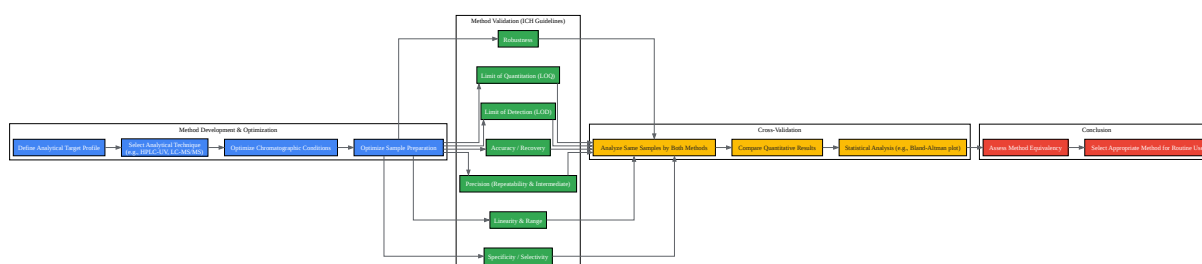 Method Validation (ICH Guidelines)
Robustness
Limit of Quantitation (LOQ)
Limit of Detection (LOD)
Method Development & Optimization
Define Analytical Target Profile
Select Analytical Technique
(e.g., HPLC-UV, LC-MS/MS)
Optimize Chromatographic Conditions
Optimize Sample Preparation
Accuracy / Recovery
Precision (Repeatability & Intermediate)
Linearity & Range
Specificity / Selectivity
Cross-Validation
Analyze Same Samples by Both Methods
Compare Quantitative Results
Statistical Analysis (e.g., Bland-Altman plot)
Conclusion
Assess Method Equivalency
Select Appropriate Method for Routine Use